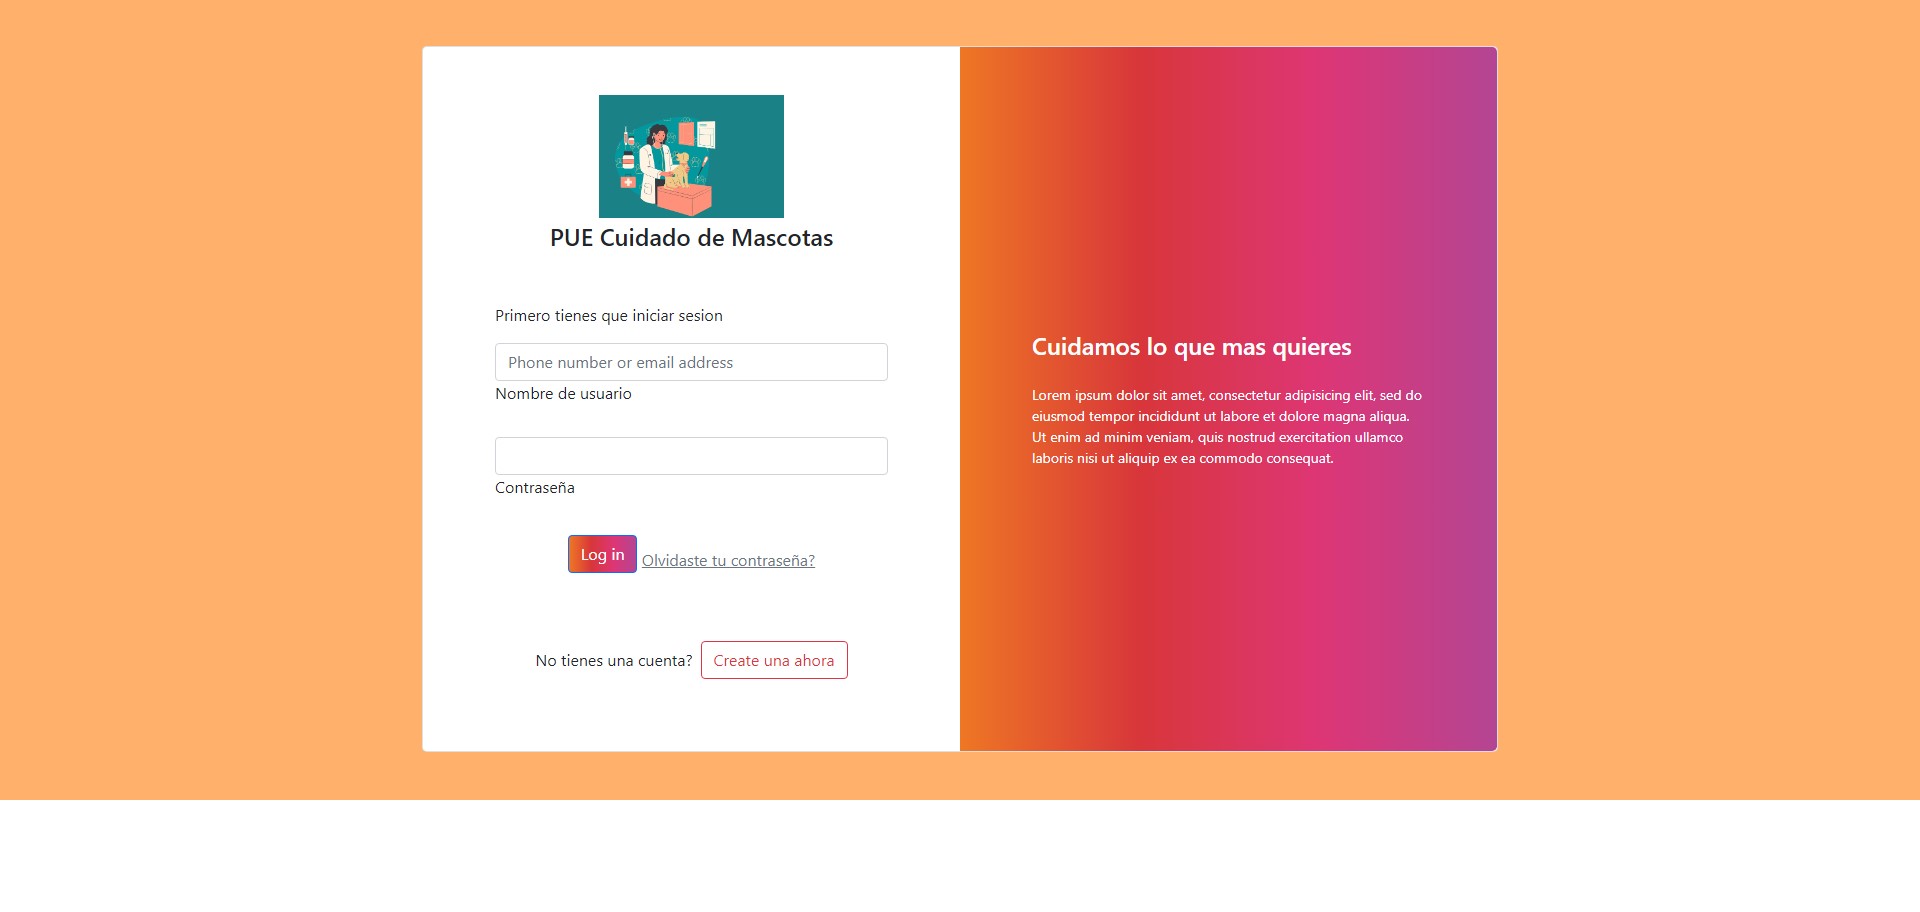 PUE Cuidado de Mascotas
Primero tienes que iniciar sesion
Phone number or email address
Nombre de usuario
Contraseña
Log in
Olvidaste tu contraseña?
No tienes una cuenta?
Create una ahora
Cuidamos lo que mas quieres
Lorem ipsum dolor sit amet, consectetur adipisicing elit, sed do
eiusmod tempor incididunt ut labore et dolore magna aliqua.
Ut enim ad minim veniam, quis nostrud exercitation ullamco
laboris nisi ut aliquip ex ea commodo consequat.